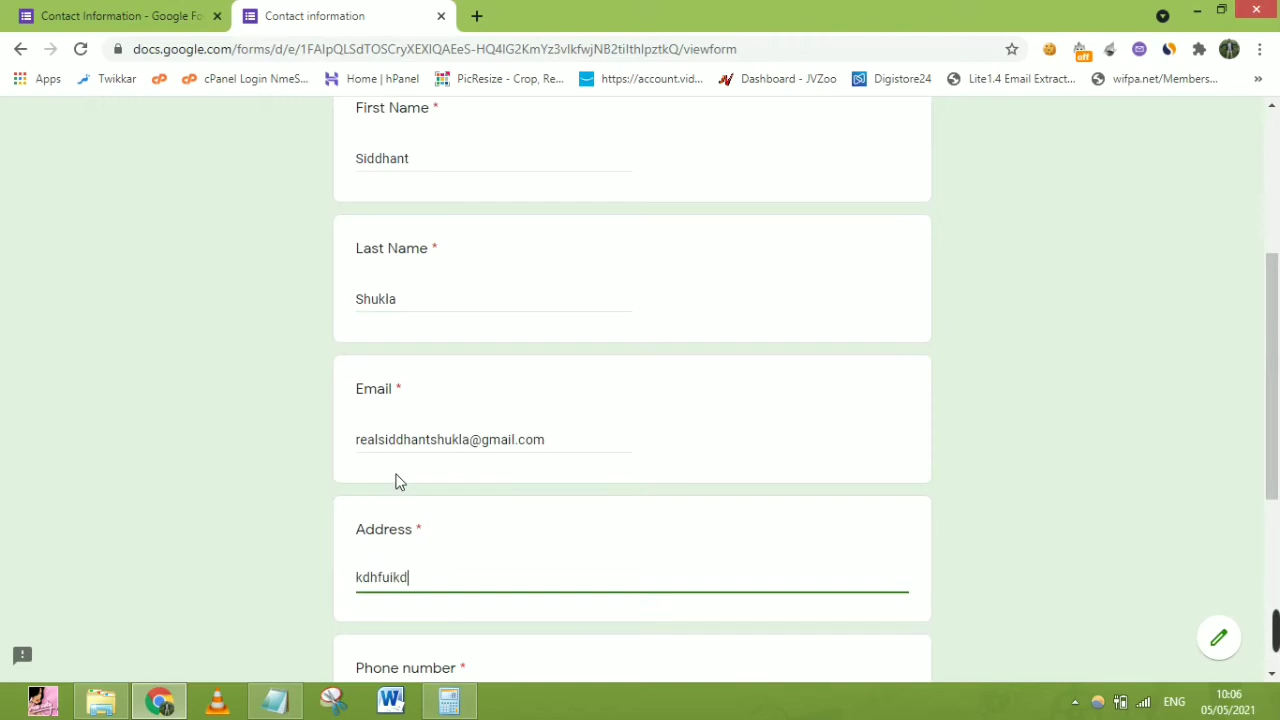 Contact Information - Google Fo
Contact information
docs.google.com/forms/d/e/1FAIpQLSdTOSCryXEXIQAEeS-HQ4IG2KmYz3vlkfwjNB2tiIthIpztkQ/viewform
Apps
Twikkar
cPanel Login NmeS...
Home | hPanel
PicResize - Crop, Re...
https://account.vid...
Dashboard - JVZoo
Digistore24
Lite1.4 Email Extract...
wifpa.net/Members...
»
off
First Name *
Siddhant
Last Name *
Shukla
Email *
realsiddhantshukla@gmail.com
Address *
kdhfuikd
Phone number *
ENG
10:06
05/05/2021